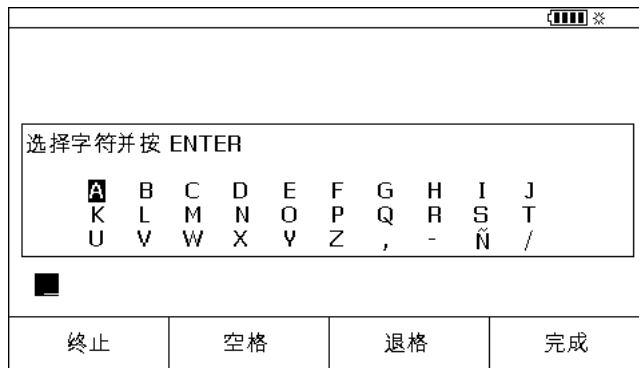 选择字符并按 ENTER
A B C D E F G H I J
K L M N O P Q R S T
U V W X Y Z , - Ñ /
终止 空格 退格 完成